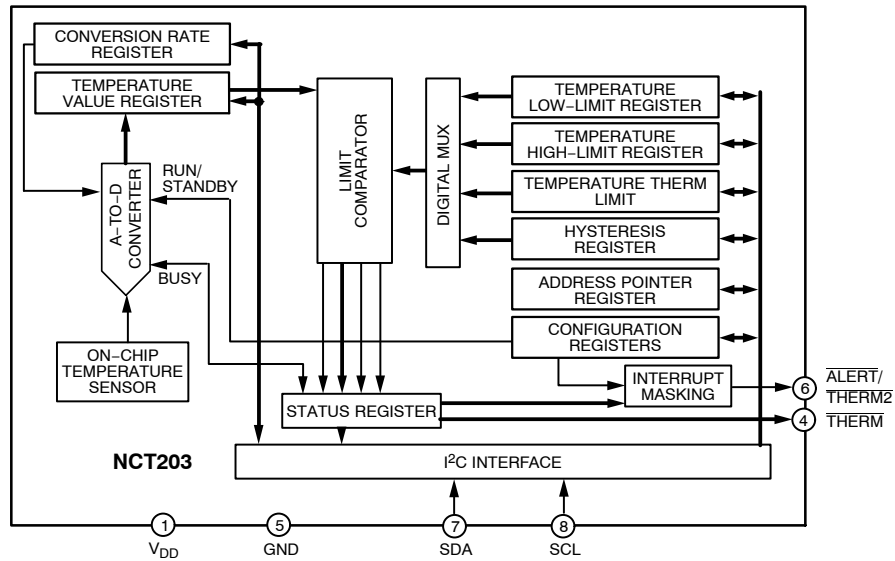 CONVERSION RATE
REGISTER
TEMPERATURE
VALUE REGISTER
A−TO−D
CONVERTER
RUN/
STANDBY
BUSY
ON−CHIP
TEMPERATURE
SENSOR
LIMIT
COMPARATOR
DIGITAL MUX
TEMPERATURE
LOW−LIMIT REGISTER
TEMPERATURE
HIGH−LIMIT REGISTER
TEMPERATURE THERM
LIMIT
HYSTERESIS
REGISTER
ADDRESS POINTER
REGISTER
CONFIGURATION
REGISTERS
INTERRUPT
MASKING
STATUS REGISTER
6
ALERT/
THERM2
4
THERM
NCT203
I²C INTERFACE
1
5
7
8
VDD
GND
SDA
SCL